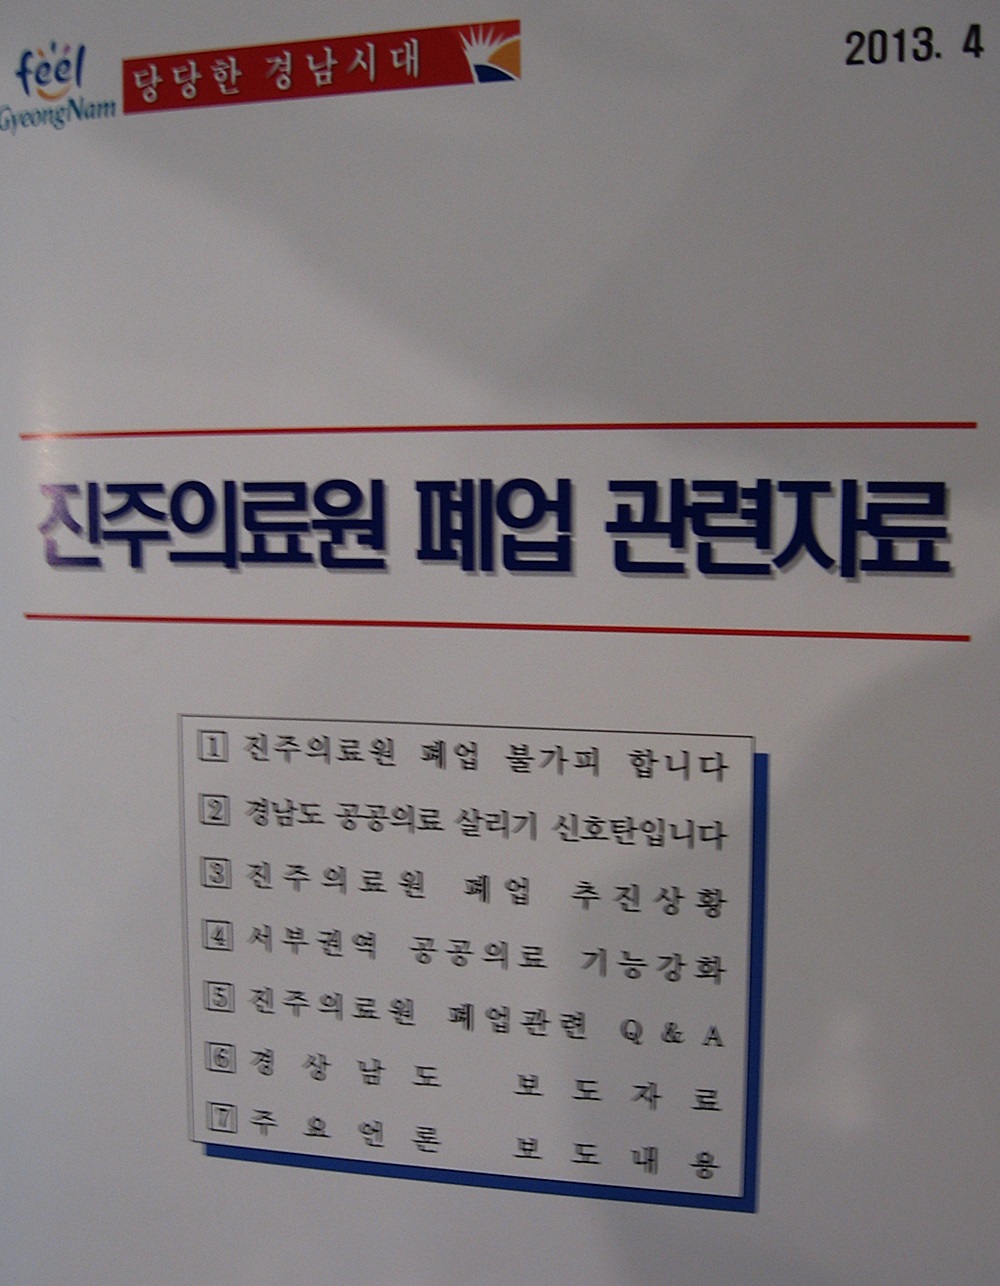 feel
GyeongNam
당당한 경남시대
2013. 4
진주의료원 폐업 관련자료
1 진주의료원 폐업 불가피 합니다
2 경남도 공공의료 살리기 신호탄입니다
3 진주의료원 폐업 추진상황
4 서부권역 공공의료 기능강화
5 진주의료원 폐업관련 Q & A
6 경상남도 보도자료
7 주요언론 보도내용